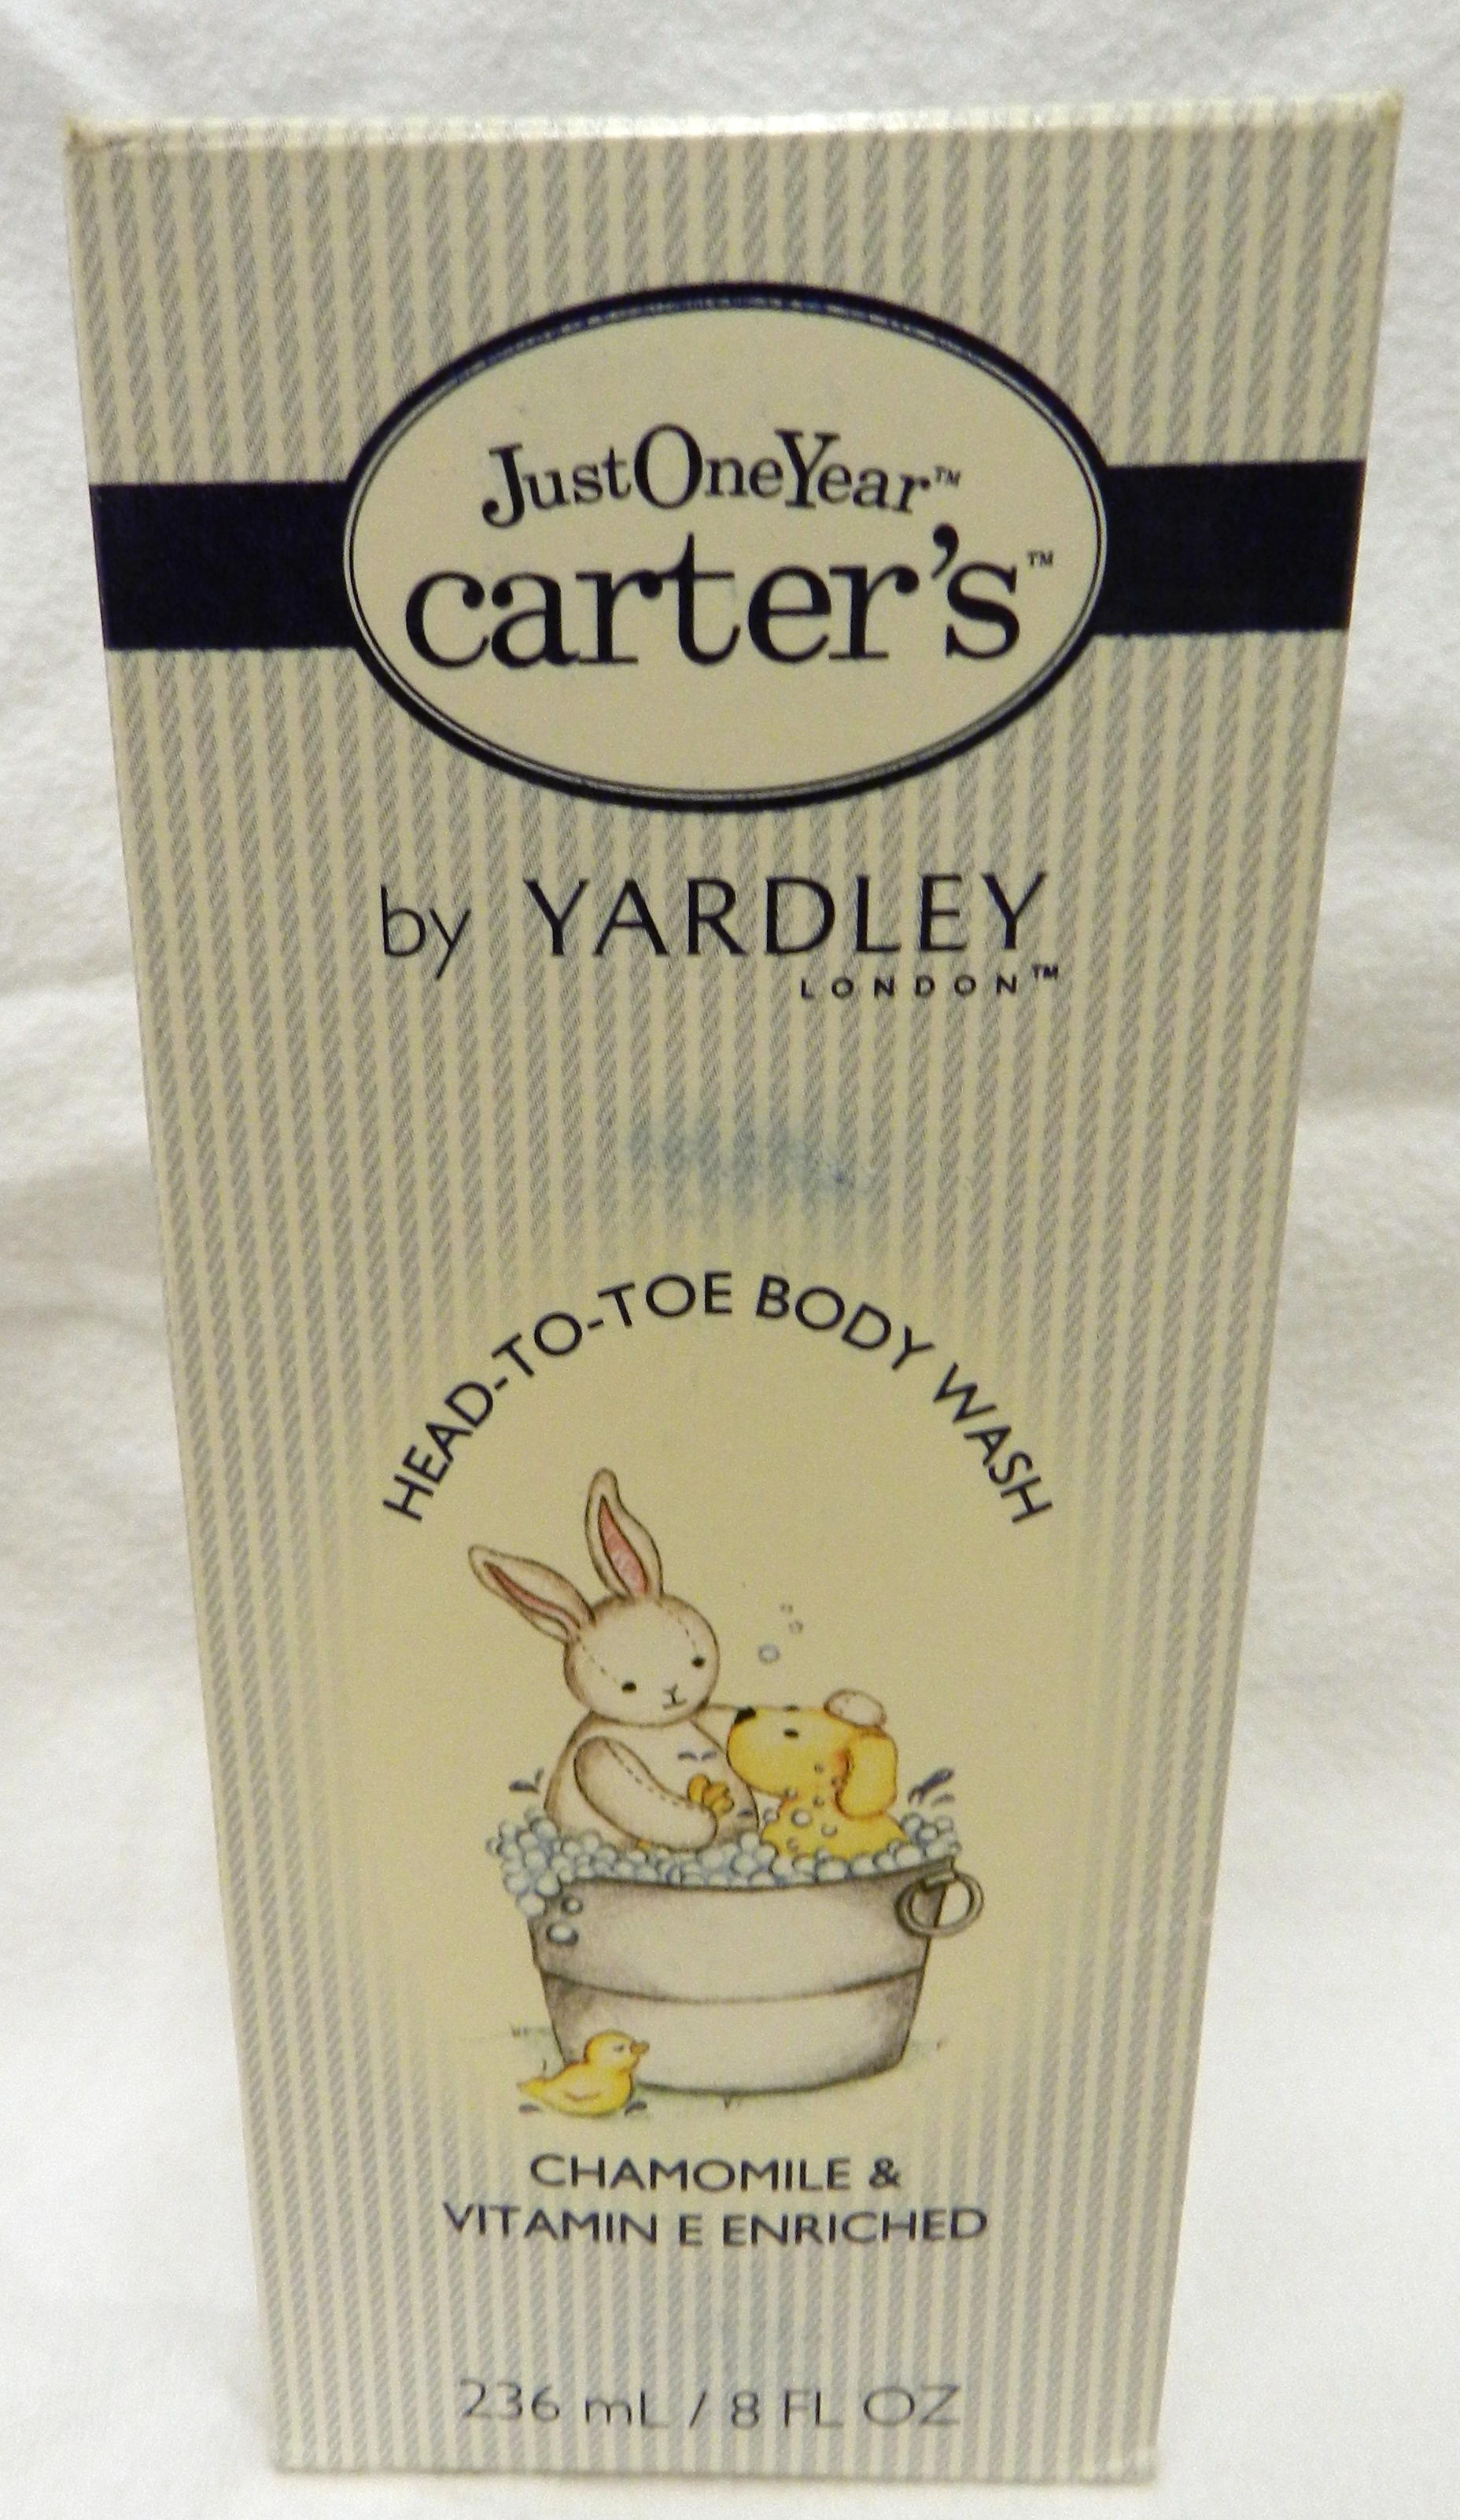 JustOneYear™
carter's™
by YARDLEY
LONDON™
HEAD-TO-TOE BODY WASH
CHAMOMILE &
VITAMIN E ENRICHED
236 mL / 8 FL OZ